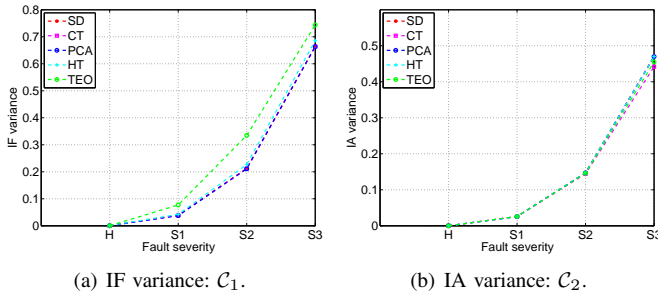 0.8
0.7
0.6
0.5
0.4
0.3
0.2
0.1
0
IF variance
SD
CT
PCA
HT
TEO
H S1 S2 S3
Fault severity
(a) IF variance: C₁.
0.5
0.4
0.3
0.2
0.1
0
IA variance
SD
CT
PCA
HT
TEO
H S1 S2 S3
Fault severity
(b) IA variance: C₂.